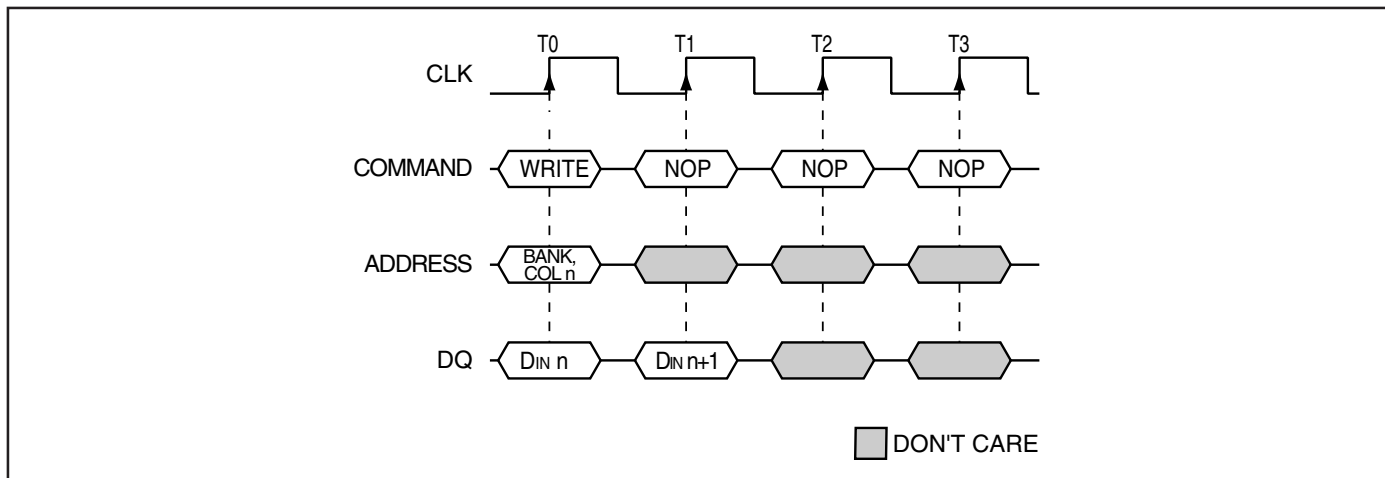 T0 T1 T2 T3
CLK
COMMAND WRITE NOP NOP NOP
ADDRESS BANK,
COL n
DQ DIN n DIN n+1
DON'T CARE